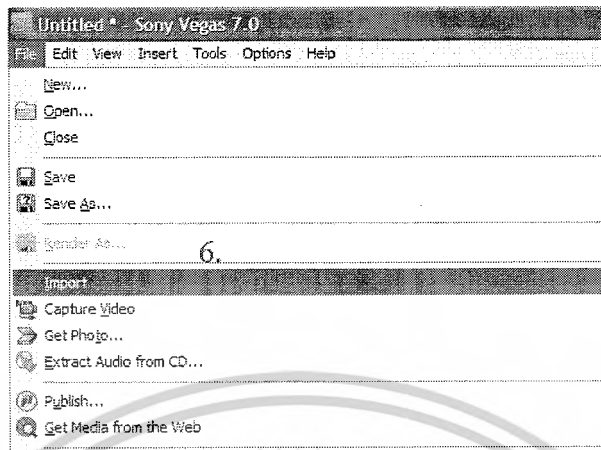 Untitled * - Sony Vegas 7.0
File Edit View Insert Tools Options Help
New...
Open...
Close
Save
Save As...
Render As...
6.
Import
Capture Video
Get Photo...
Extract Audio from CD...
Publish...
Get Media from the Web